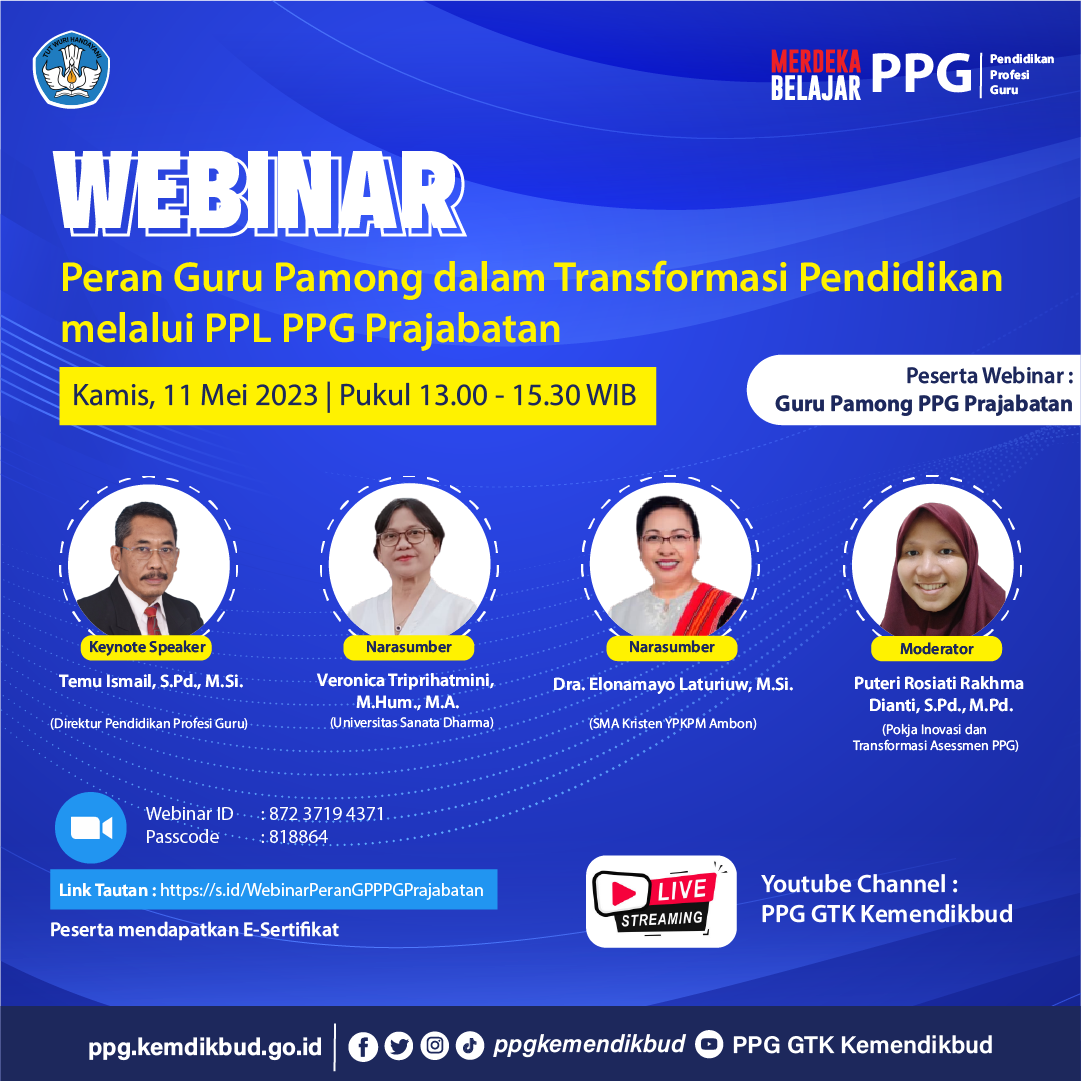 TUT WURI HANDAYANI
MERDEKA
BELAJAR
PPG
Pendidikan
Profesi
Guru
WEBINAR
Peran Guru Pamong dalam Transformasi Pendidikan
melalui PPL PPG Prajabatan
Kamis, 11 Mei 2023 | Pukul 13.00 - 15.30 WIB
Peserta Webinar :
Guru Pamong PPG Prajabatan
Keynote Speaker
Temu Ismail, S.Pd., M.Si.
(Direktur Pendidikan Profesi Guru)
Narasumber
Veronica Triprihatmini,
M.Hum., M.A.
(Universitas Sanata Dharma)
Narasumber
Dra. Elonamayo Laturiuw, M.Si.
(SMA Kristen YPKPM Ambon)
Moderator
Puteri Rosiati Rakhma
Dianti, S.Pd., M.Pd.
(Pokja Inovasi dan
Transformasi Asessmen PPG)
Webinar ID : 872 3719 4371
Passcode : 818864
Link Tautan : https://s.id/WebinarPeranGPPPGPrajabatan
Peserta mendapatkan E-Sertifikat
LIVE
STREAMING
Youtube Channel :
PPG GTK Kemendikbud
ppg.kemdikbud.go.id
ppgkemendikbud
PPG GTK Kemendikbud